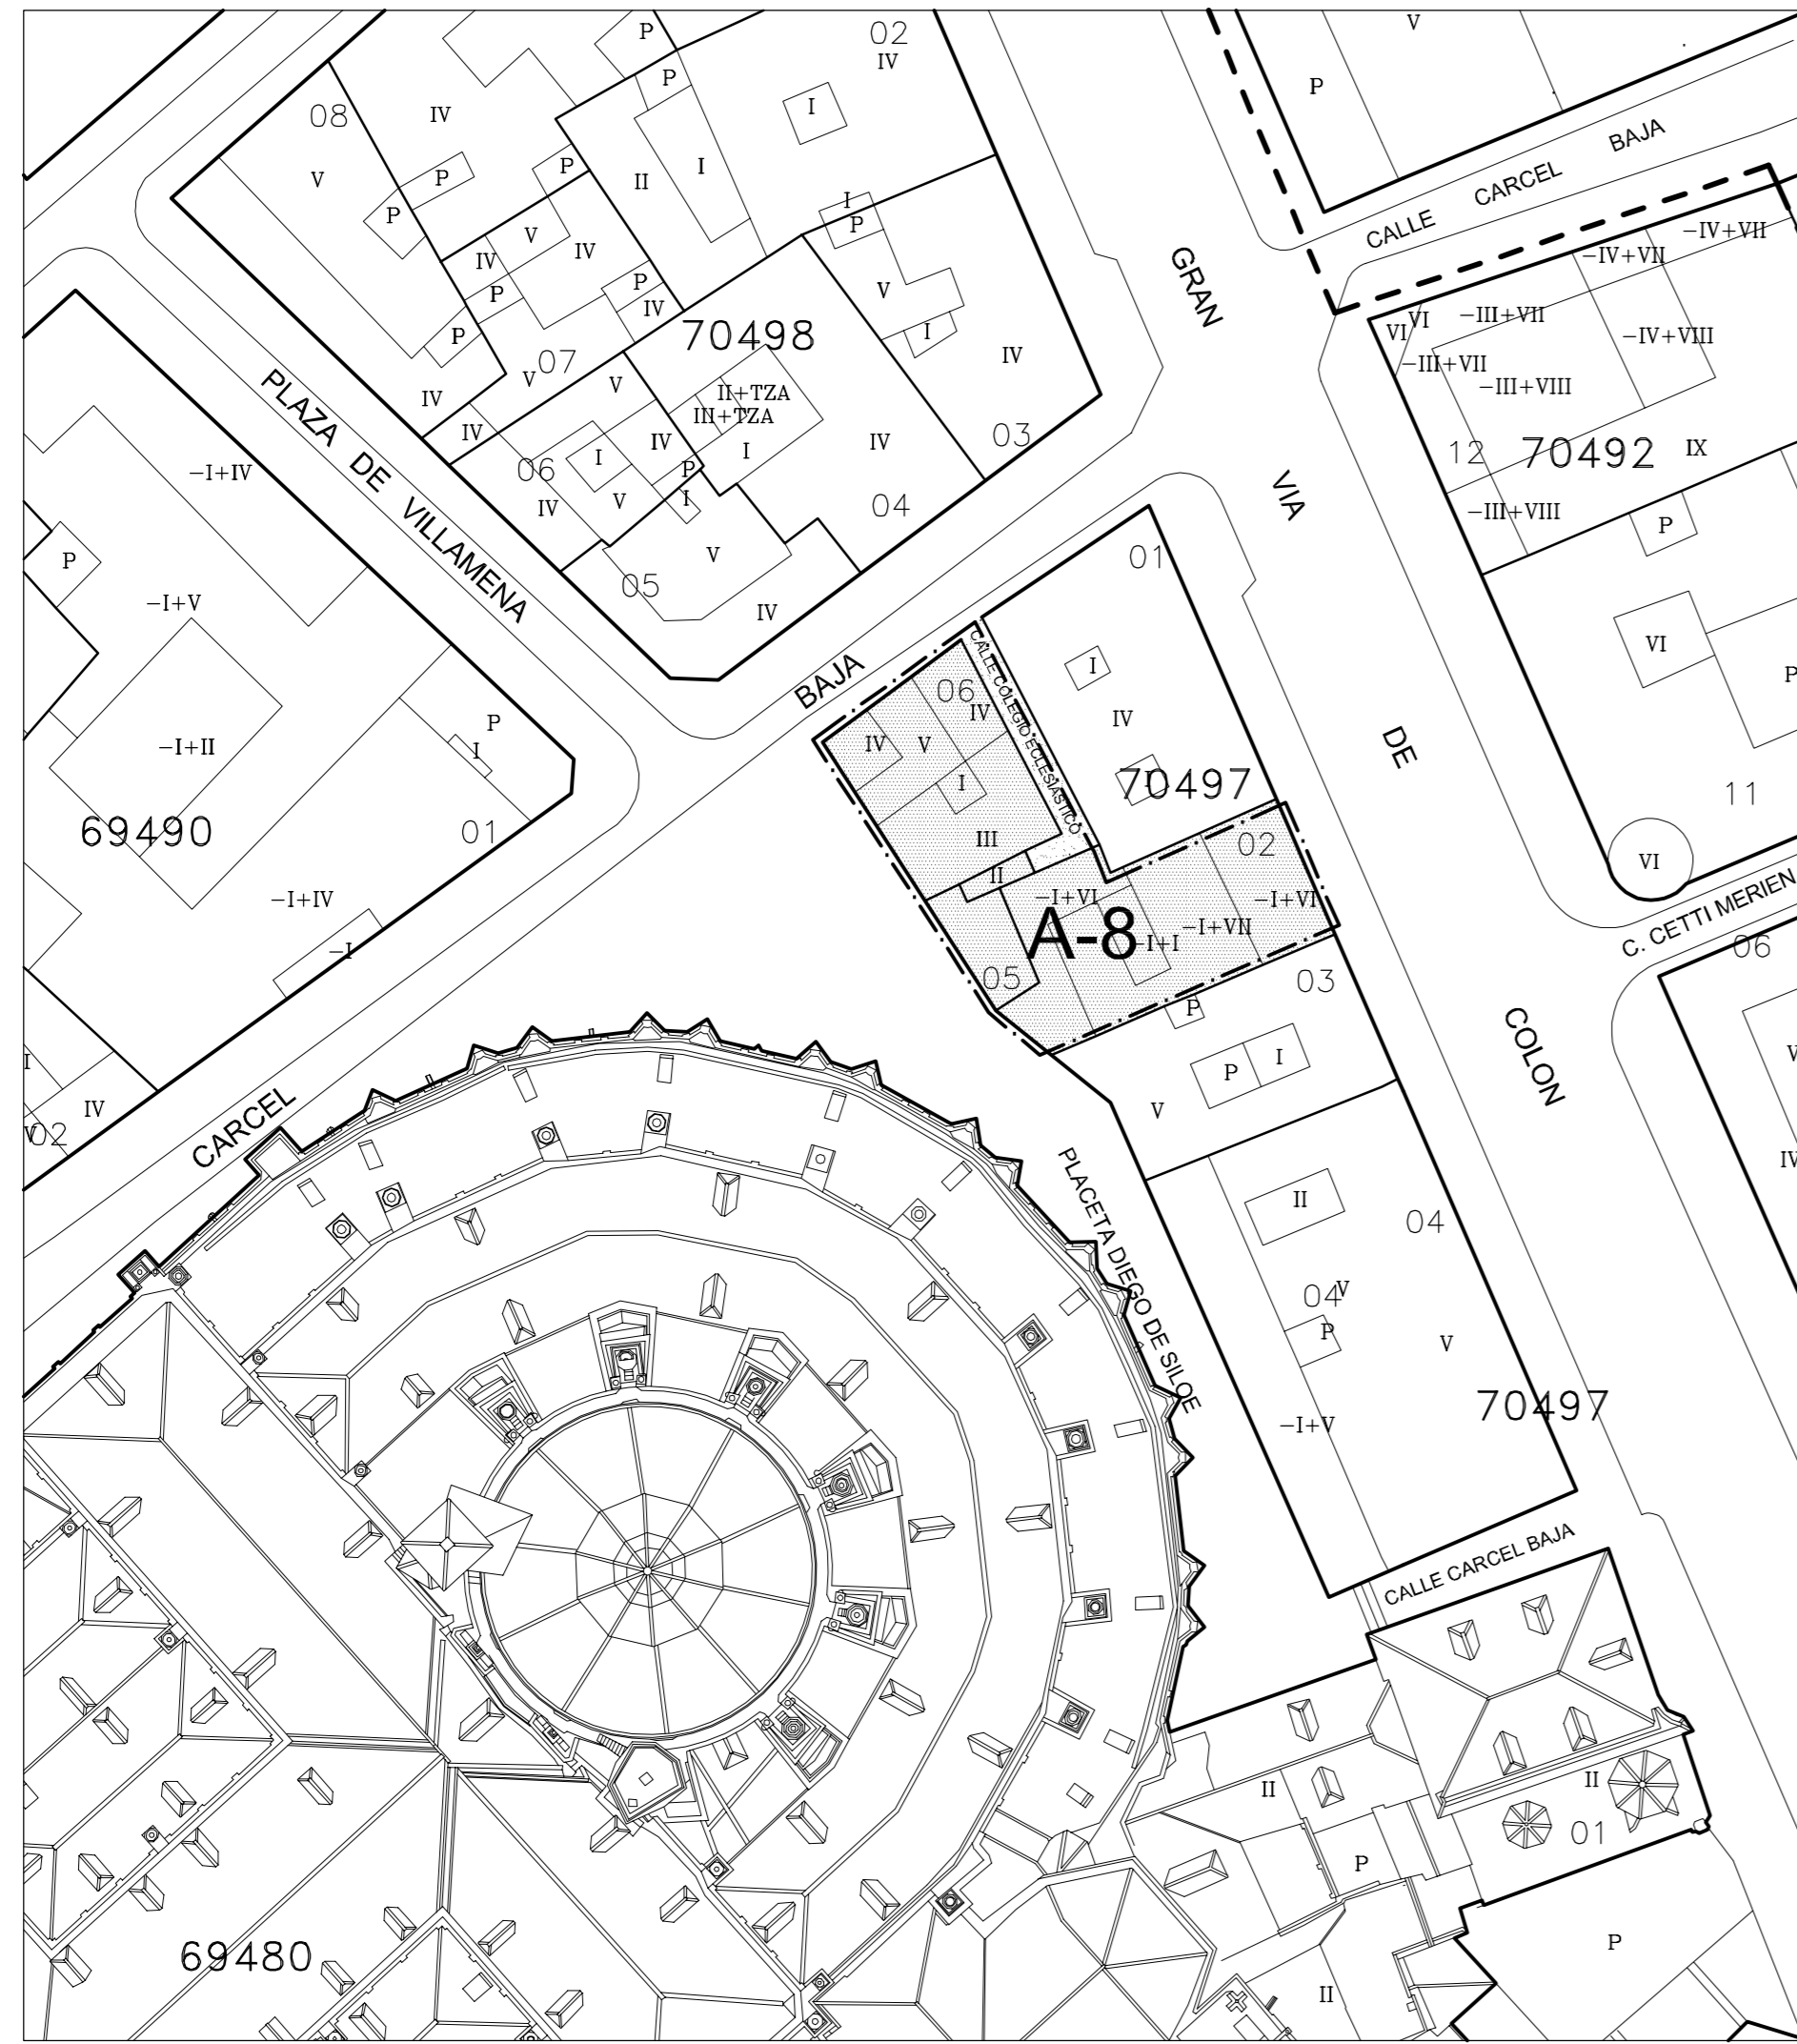 V
P
02
IV
P
P
I
08
IV
P
CALLE CARCEL BAJA
V
P
P
II
I
P
I
P
-IV+VII
-IV+VII
V
IV
IV
P
P
IV
P
GRAN
V
VI
VI
-III+VII
-IV+VIII
70498
I
IV
-III+VII
-III+VIII
07
V
V
II+TZA
III+TZA
IV
PLAZA DE VILLAMENA
IV
IV
I
IV
03
12
70492
IX
-I+IV
06
I
P
I
IV
V
04
VIA
-III+VIII
P
P
V
01
05
IV
-I+V
BAJA
CALLE COLEGIO ECLESIASTICO
I
VI
P
06
IV
IV
DE
P
I
-I+II
IV
V
I
I
70497
11
69490
01
III
02
VI
II
-I+IV
-I+VI
-I+VI
A-8
-I+VII
-I+I
C. CETTI MERIEN
06
-I
05
03
P
COLON
I
P
I
V
IV
V
02
V
CARCEL
PLACETA DIEGO DE SILOE
IV
II
04
04
V
P
V
70497
-I+V
CALLE CARCEL BAJA
II
II
01
P
69480
P
II